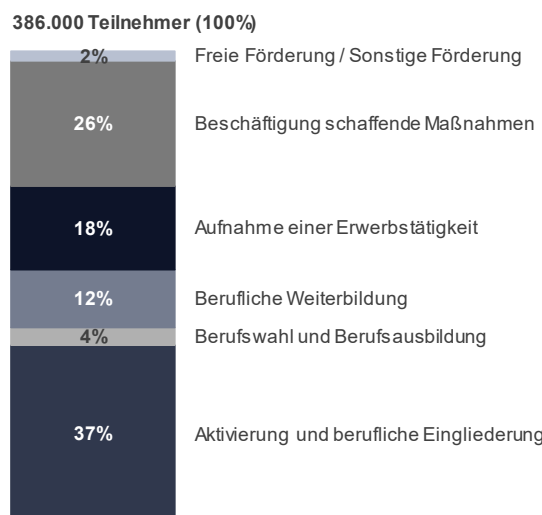 386.000 Teilnehmer (100%)
2% Freie Förderung / Sonstige Förderung
26% Beschäftigung schaffende Maßnahmen
18% Aufnahme einer Erwerbstätigkeit
12% Berufliche Weiterbildung
4% Berufswahl und Berufsausbildung
37% Aktivierung und berufliche Eingliederung